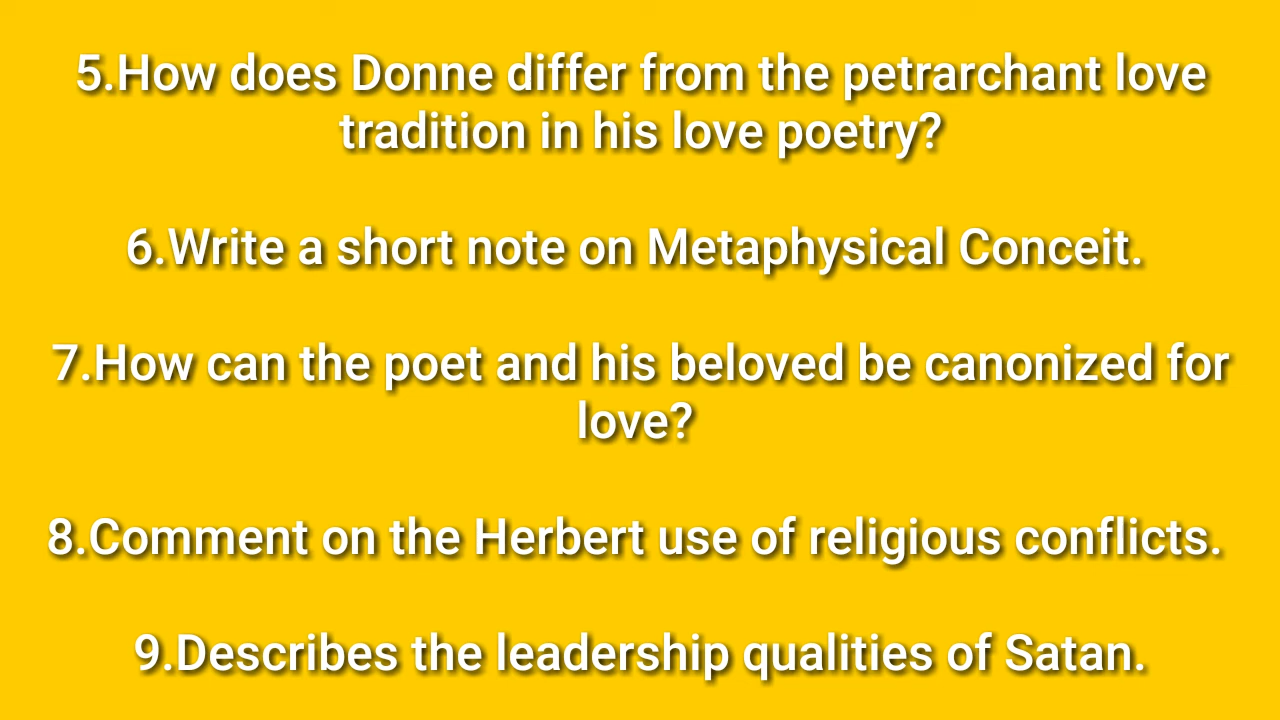 5.How does Donne differ from the petrarchant love
tradition in his love poetry?
6.Write a short note on Metaphysical Conceit.
7.How can the poet and his beloved be canonized for
love?
8.Comment on the Herbert use of religious conflicts.
9.Describes the leadership qualities of Satan.